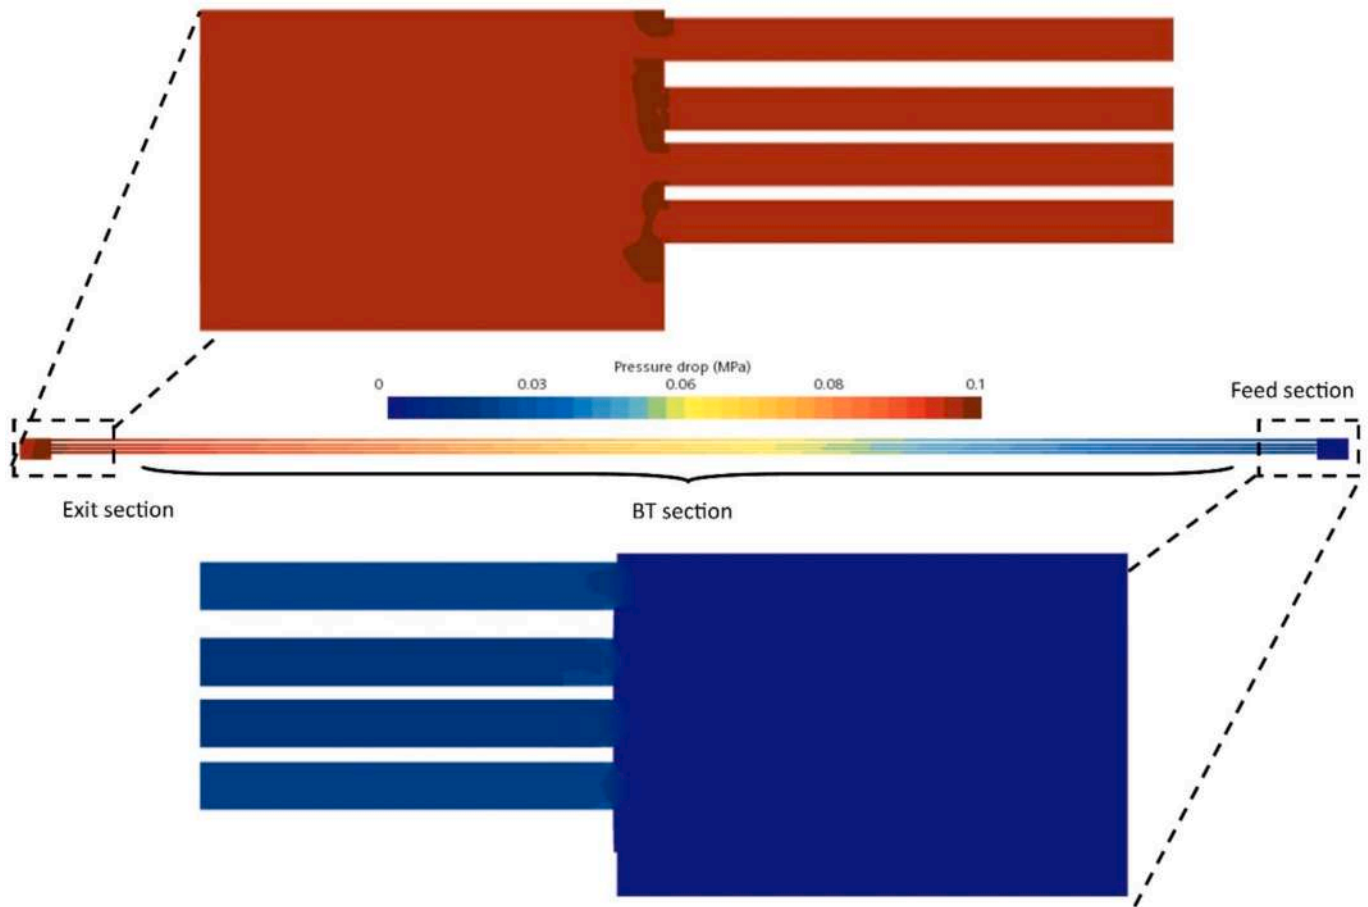 Pressure drop (MPa)
0 0.03 0.06 0.08 0.1
Feed section
Exit section
BT section